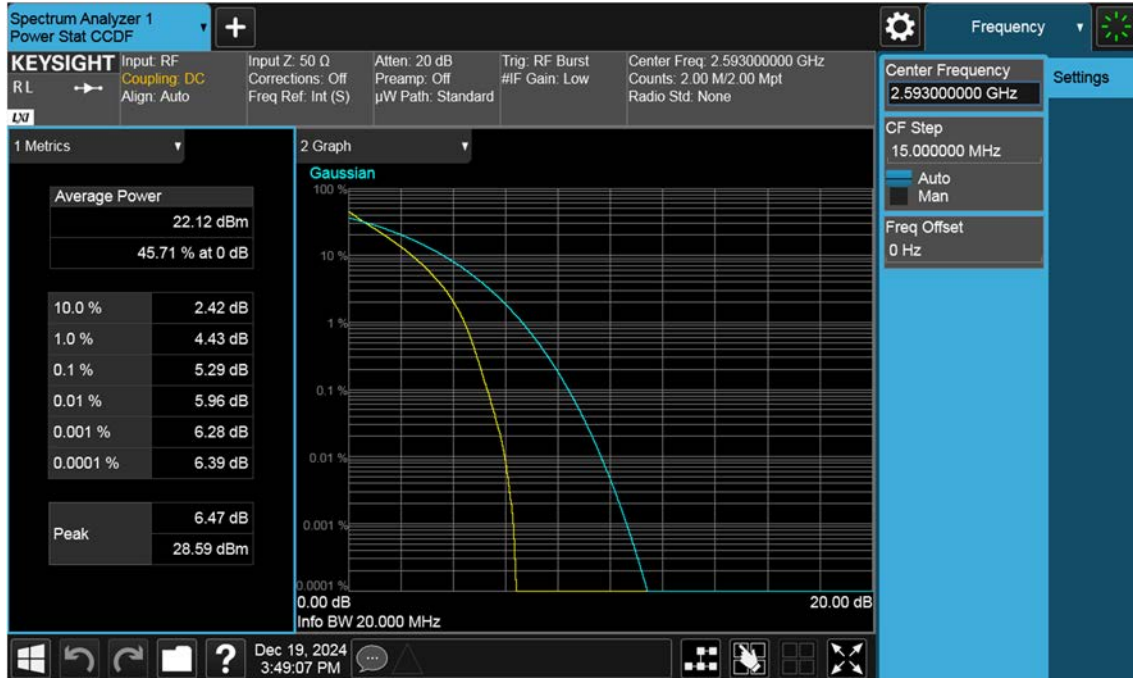 Spectrum Analyzer 1
Power Stat CCDF
Frequency
KEYSIGHT
R L
LXI
Input: RF
Coupling: DC
Align: Auto
Input Z: 50 Ω
Corrections: Off
Freq Ref: Int (S)
Atten: 20 dB
Preamp: Off
µW Path: Standard
Trig: RF Burst
#IF Gain: Low
Center Freq: 2.593000000 GHz
Counts: 2.00 M/2.00 Mpt
Radio Std: None
Center Frequency
2.593000000 GHz
Settings
CF Step
15.000000 MHz
Auto
Man
Freq Offset
0 Hz
1 Metrics
Average Power
22.12 dBm
45.71 % at 0 dB
10.0 % 2.42 dB
1.0 % 4.43 dB
0.1 % 5.29 dB
0.01 % 5.96 dB
0.001 % 6.28 dB
0.0001 % 6.39 dB
Peak 6.47 dB
28.59 dBm
2 Graph
Gaussian
100 %
10 %
1 %
0.1 %
0.01 %
0.001 %
0.0001 %
0.00 dB 20.00 dB
Info BW 20.000 MHz
?
Dec 19, 2024
3:49:07 PM